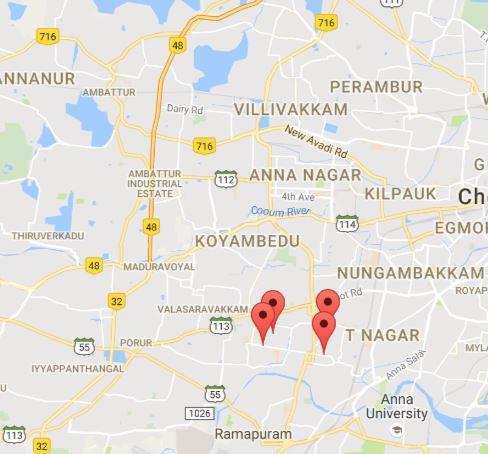 111
716
716
ANNANUR
48
PERAMBUR
AMBATTUR
VILLIVAKKAM
Dairy Rd
New Avadi Rd
716
AMBATTUR
INDUSTRIAL
ESTATE
112
ANNA NAGAR
4th Ave
KILPAUK
Ch
Cooum River
114
EGMO
48
THIRUVERKADU
KOYAMBEDU
48
MADURAVOYAL
NUNGAMBAKKAM
ROYAP
32
VALASARAVAKKAM
ot Rd
113
PORUR
T NAGAR
55
MYLA
IYYAPPANTHANGAL
Anna Salai
55
Anna
University
1026
Ramapuram
113
32